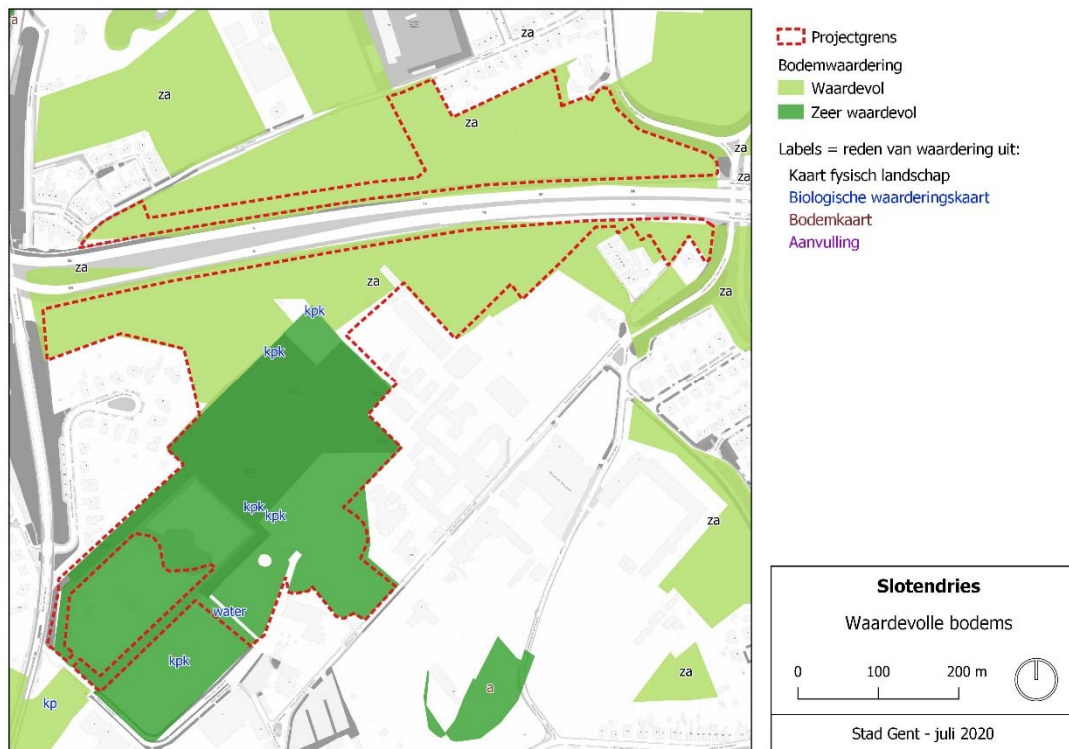 a
za
za
za
za
za
za
za
za
kpk
kpk
kpk
kpk
za
water
kpk
za
kp
a
Projectgrens
Bodemwaardering
Waardevol
Zeer waardevol
Labels = reden van waardering uit:
Kaart fysisch landschap
Biologische waarderingskaart
Bodemkaart
Aanvulling
Slotendries
Waardevolle bodems
0 100 200 m
Stad Gent - juli 2020